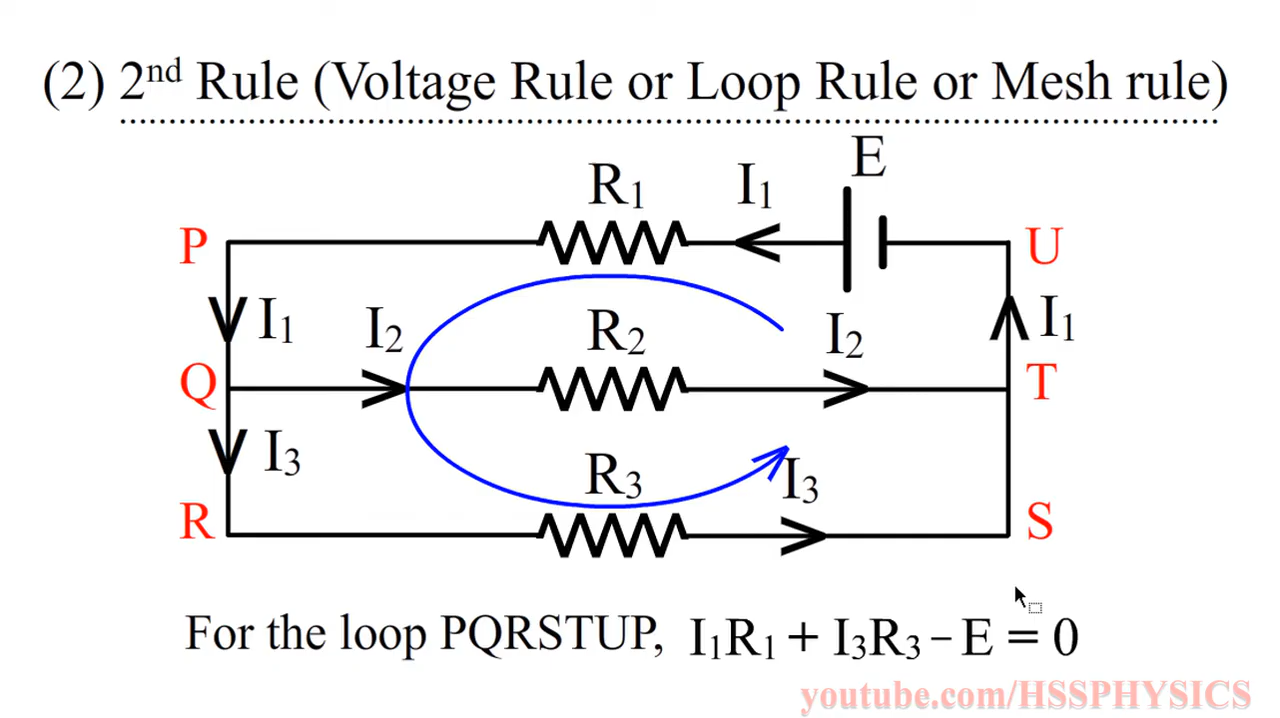 (2) 2nd Rule (Voltage Rule or Loop Rule or Mesh rule)
E
R1 I1
P U
I1 I2 R2 I2 I1
Q T
I3 R3 I3
R S
For the loop PQRSTUP, I1R1 + I3R3 – E = 0
youtube.com/HSSPHYSICS